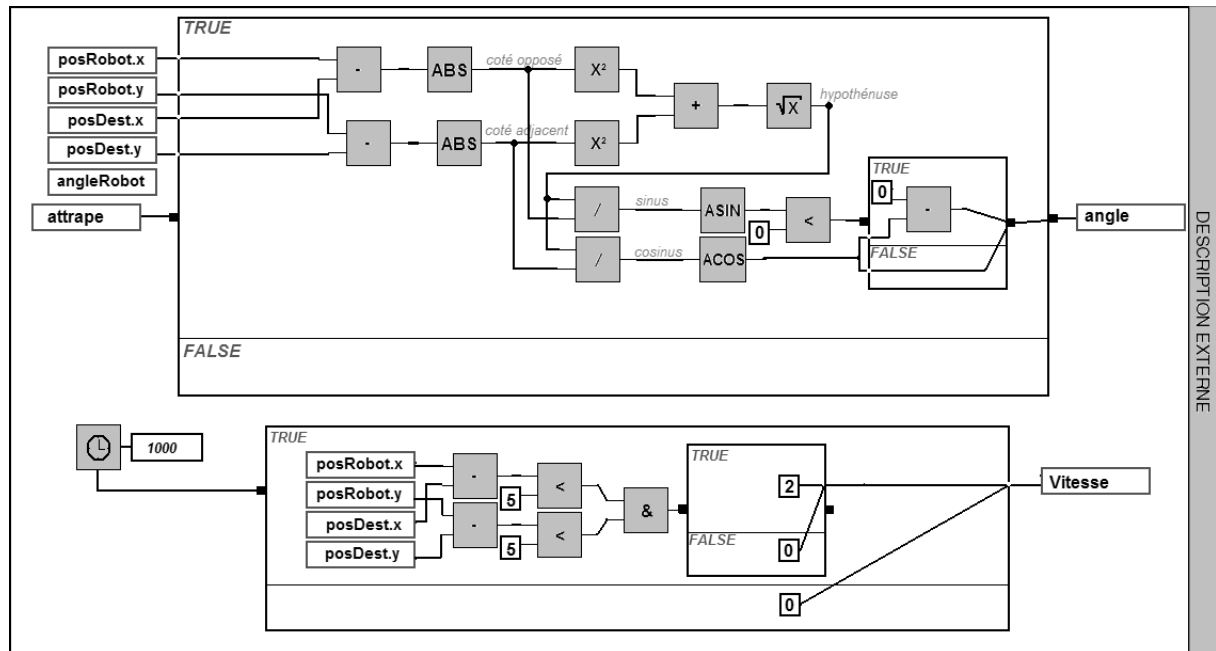 TRUE
posRobot.x
posRobot.y
posDest.x
posDest.y
angleRobot
attrape
-
ABS
coté opposé
X²
-
ABS
coté adjacent
X²
+
√X
hypothénuse
/
sinus
ASIN
0
<
/
cosinus
ACOS
TRUE
0
-
FALSE
angle
FALSE
DESCRIPTION EXTERNE
1000
TRUE
posRobot.x
posRobot.y
posDest.x
posDest.y
-
5
<
-
5
<
&
TRUE
2
FALSE
0
0
Vitesse